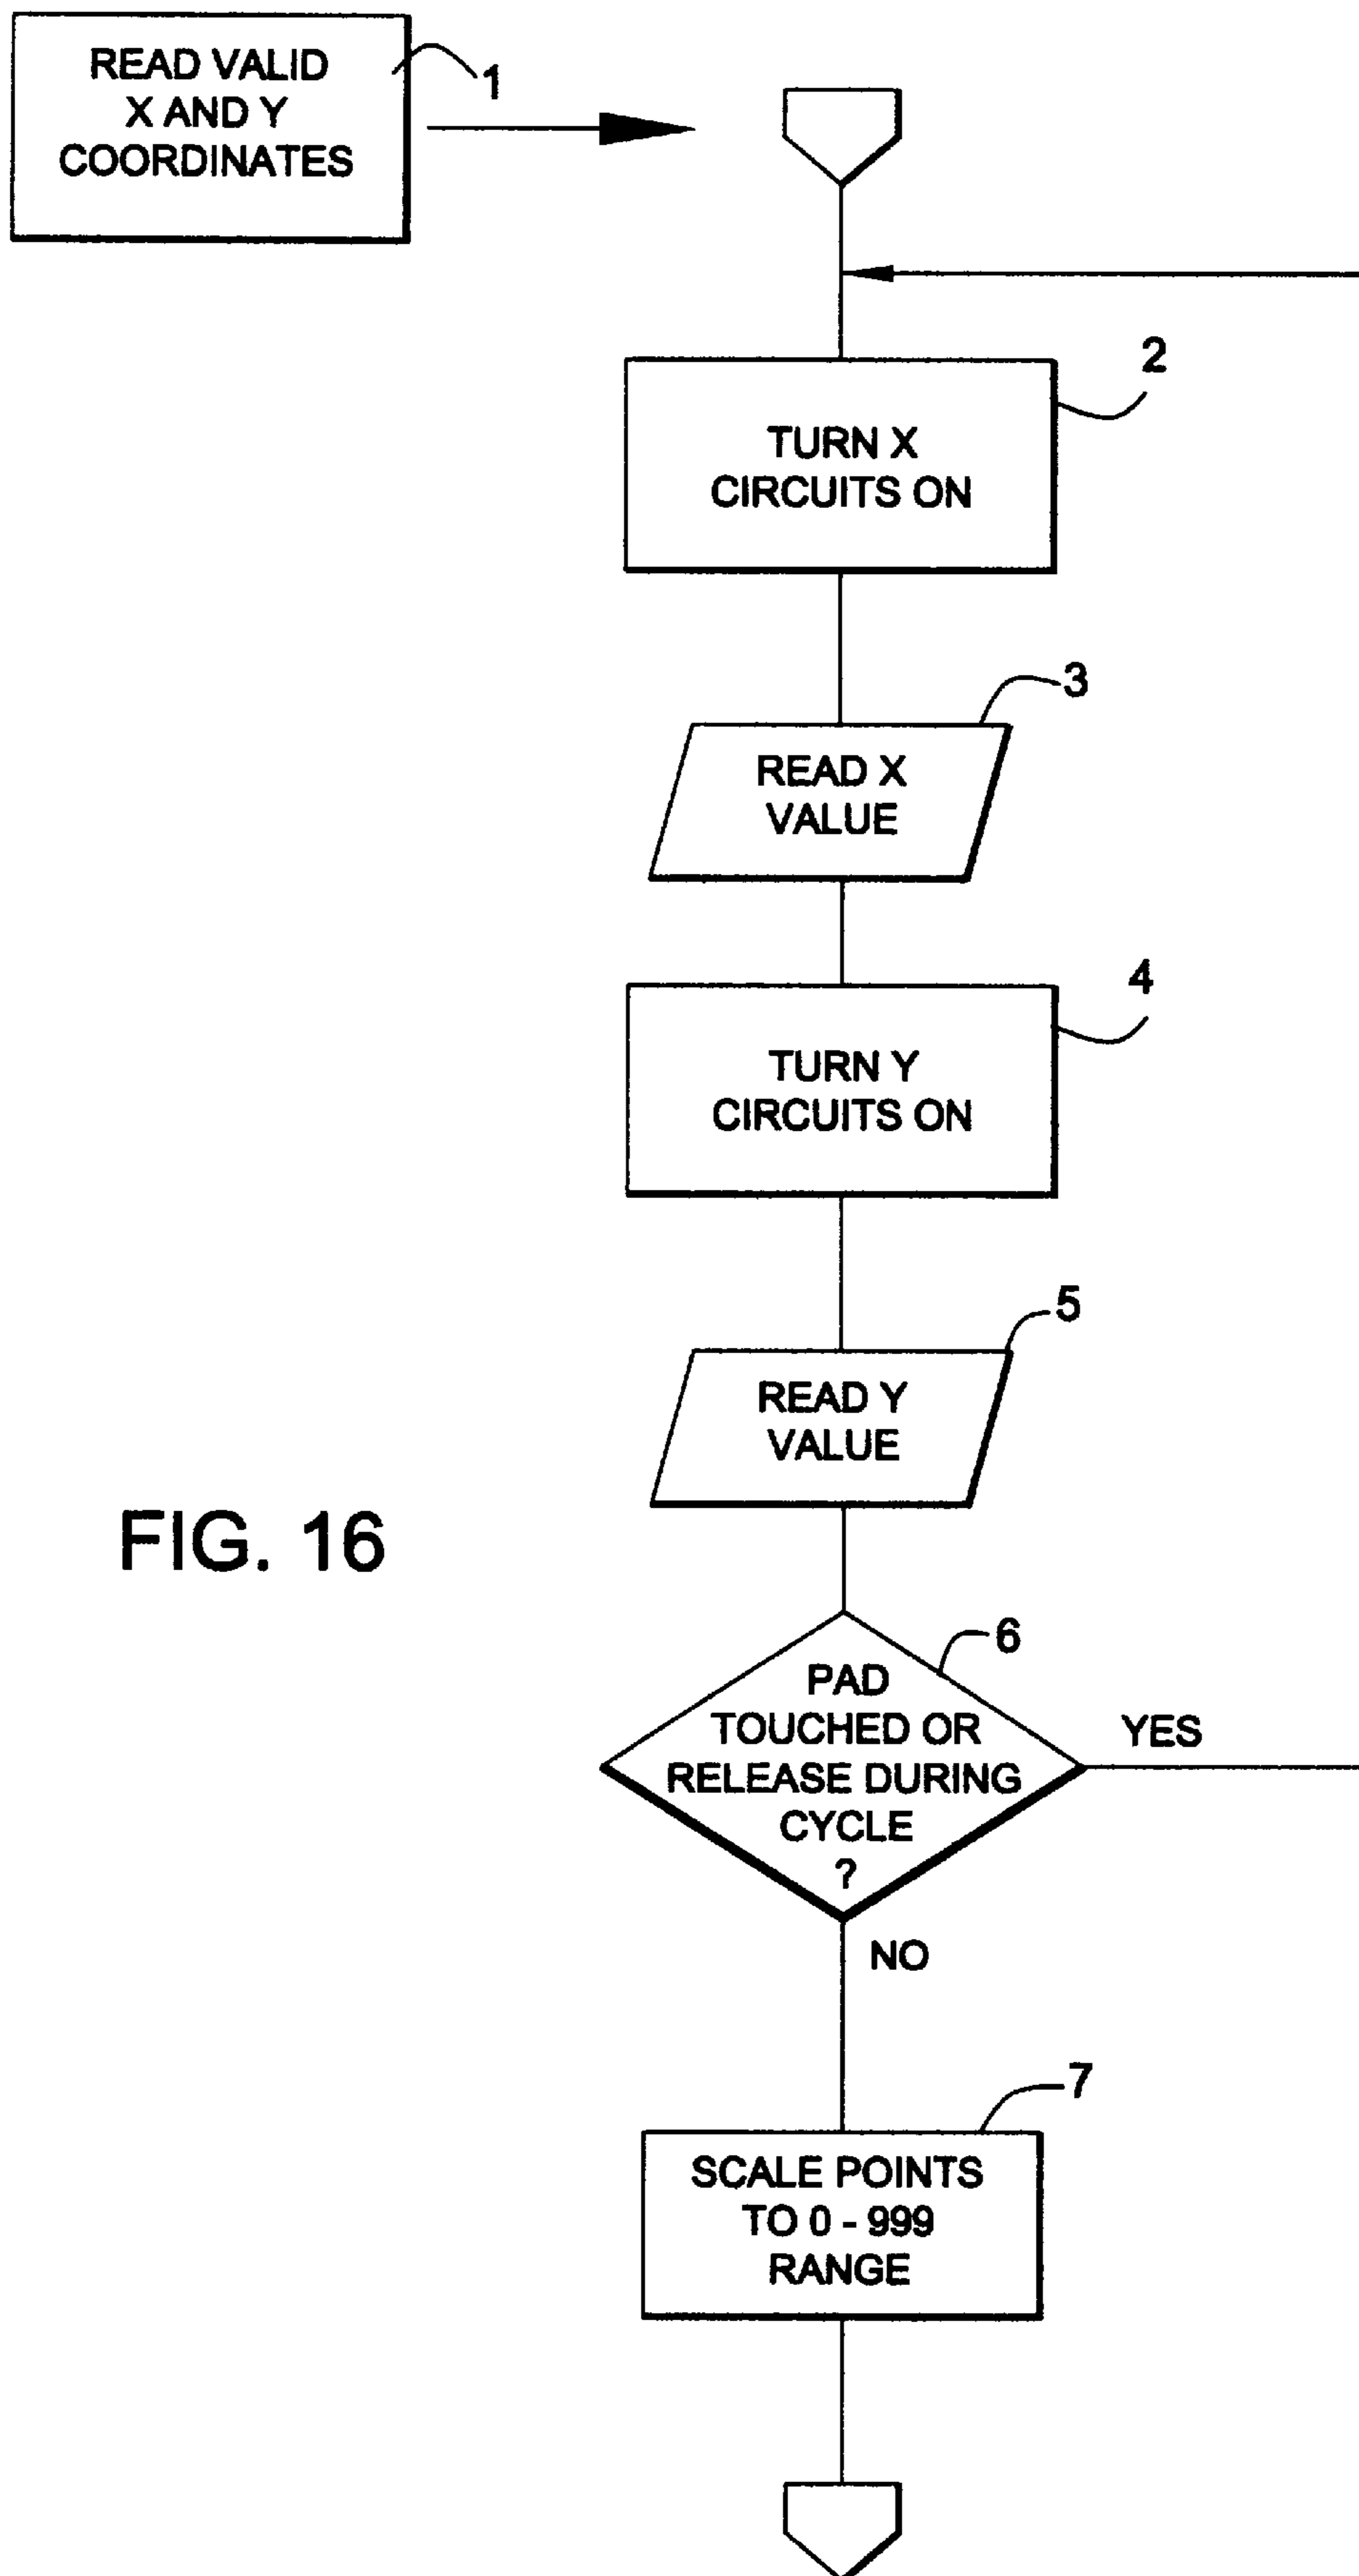 READ VALID
X AND Y
COORDINATES
1
2
TURN X
CIRCUITS ON
3
READ X
VALUE
4
TURN Y
CIRCUITS ON
5
READ Y
VALUE
FIG. 16
6
PAD
TOUCHED OR
RELEASE DURING
CYCLE
?
YES
NO
7
SCALE POINTS
TO 0 - 999
RANGE